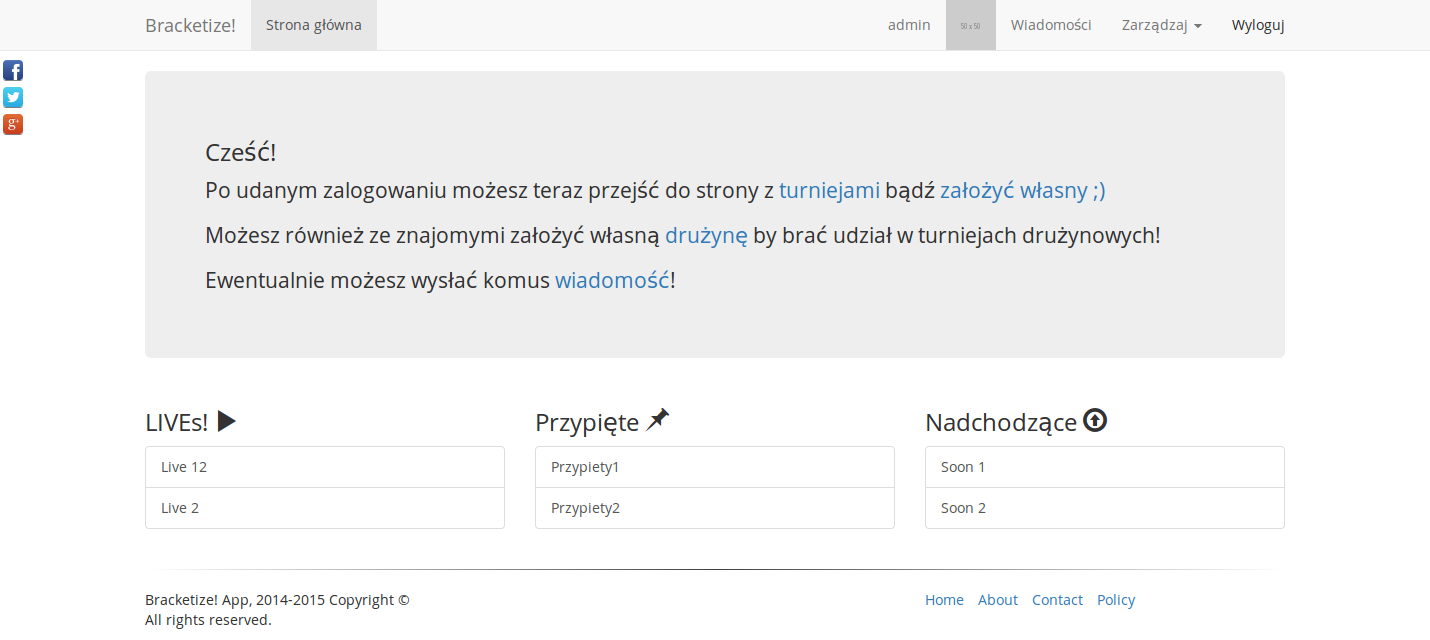 Bracketize! Strona główna admin 50 x 50 Wiadomości Zarządzaj Wyloguj
Cześć!
Po udanym zalogowaniu możesz teraz przejść do strony z turniejami bądź założyć własny ;)
Możesz również ze znajomymi założyć własną drużynę by brać udział w turniejach drużynowych!
Ewentualnie możesz wysłać komus wiadomość!
LIVEs!
Live 12
Live 2
Przypięte
Przypiety1
Przypiety2
Nadchodzące
Soon 1
Soon 2
Bracketize! App, 2014-2015 Copyright ©
All rights reserved.
Home About Contact Policy